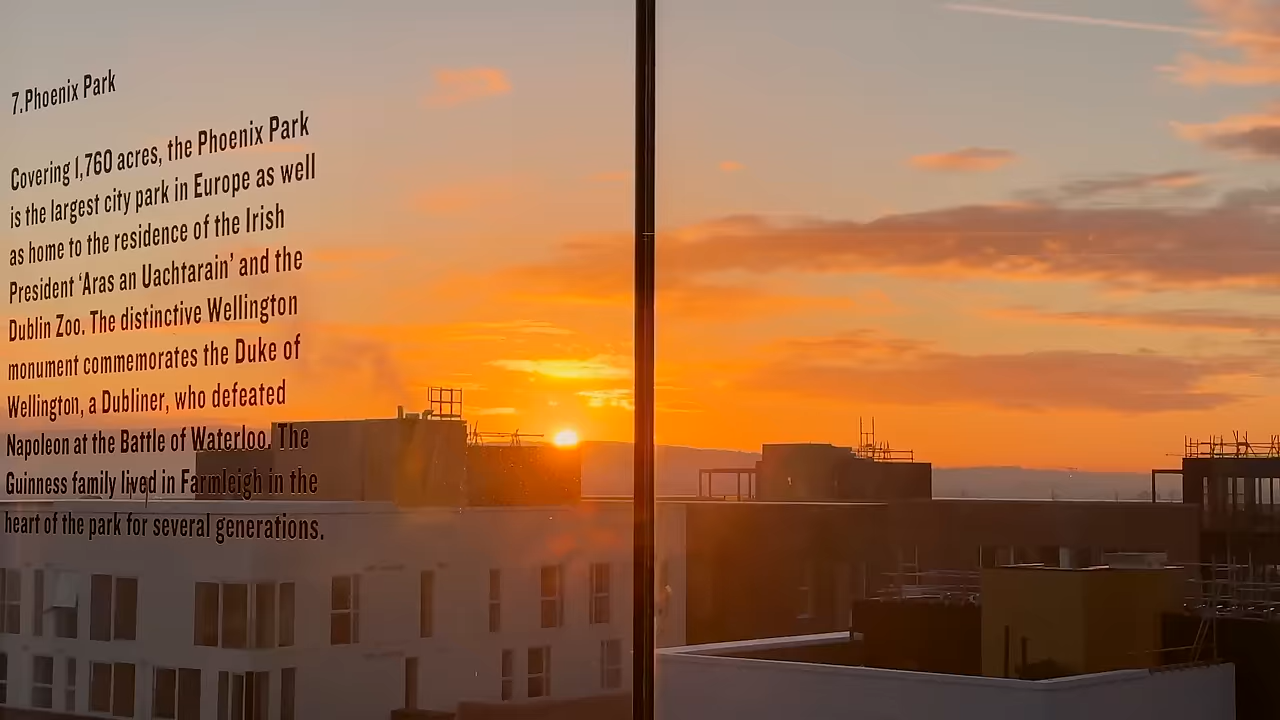 7.Phoenix Park
Covering 1,760 acres, the Phoenix Park
is the largest city park in Europe as well
as home to the residence of the Irish
President ‘Aras an Uachtarain’ and the
Dublin Zoo. The distinctive Wellington
monument commemorates the Duke of
Wellington, a Dubliner, who defeated
Napoleon at the Battle of Waterloo. The
Guinness family lived in Farmleigh in the
heart of the park for several generations.